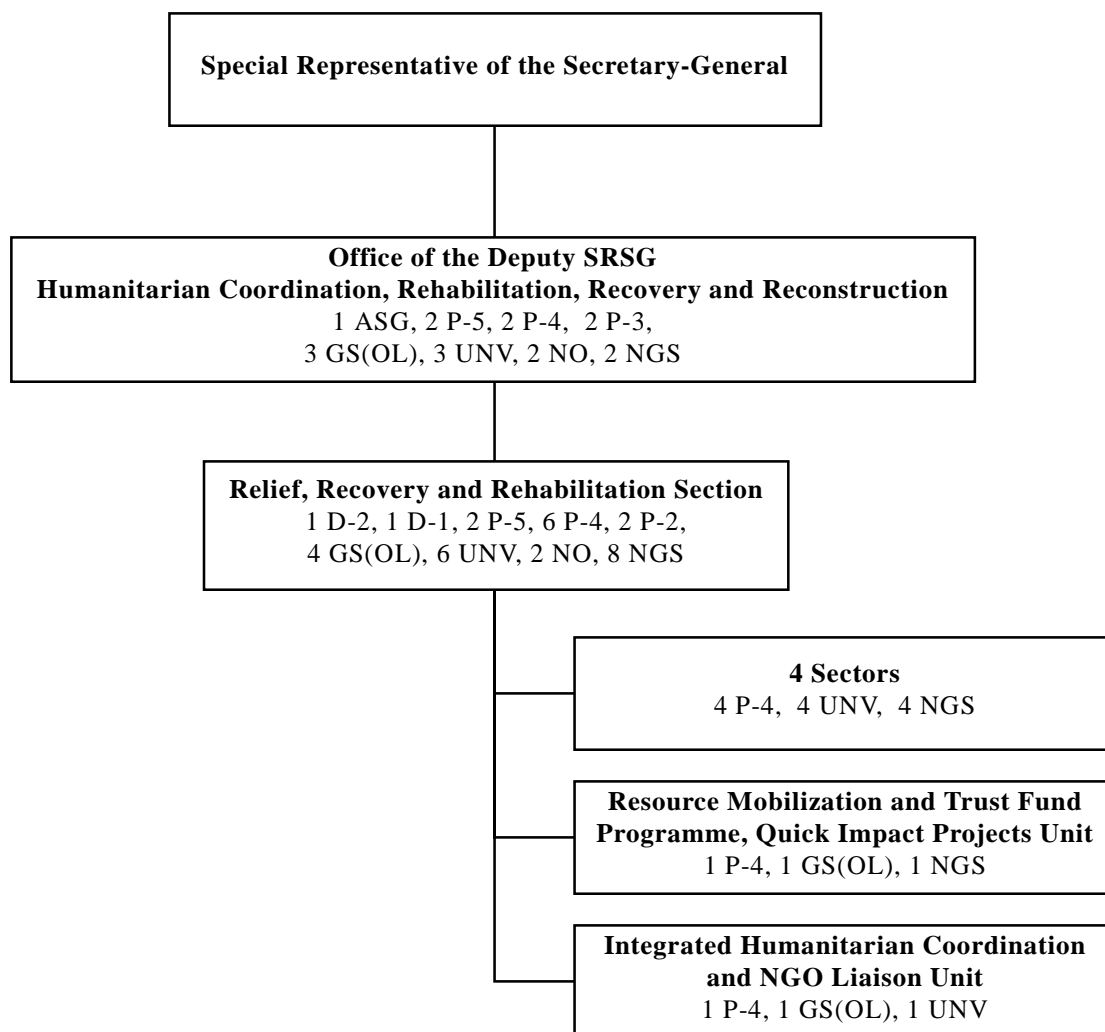 Special Representative of the Secretary-General
Office of the Deputy SRSG
Humanitarian Coordination, Rehabilitation, Recovery and Reconstruction
1 ASG, 2 P-5, 2 P-4, 2 P-3,
3 GS(OL), 3 UNV, 2 NO, 2 NGS
Relief, Recovery and Rehabilitation Section
1 D-2, 1 D-1, 2 P-5, 6 P-4, 2 P-2,
4 GS(OL), 6 UNV, 2 NO, 8 NGS
4 Sectors
4 P-4, 4 UNV, 4 NGS
Resource Mobilization and Trust Fund
Programme, Quick Impact Projects Unit
1 P-4, 1 GS(OL), 1 NGS
Integrated Humanitarian Coordination
and NGO Liaison Unit
1 P-4, 1 GS(OL), 1 UNV